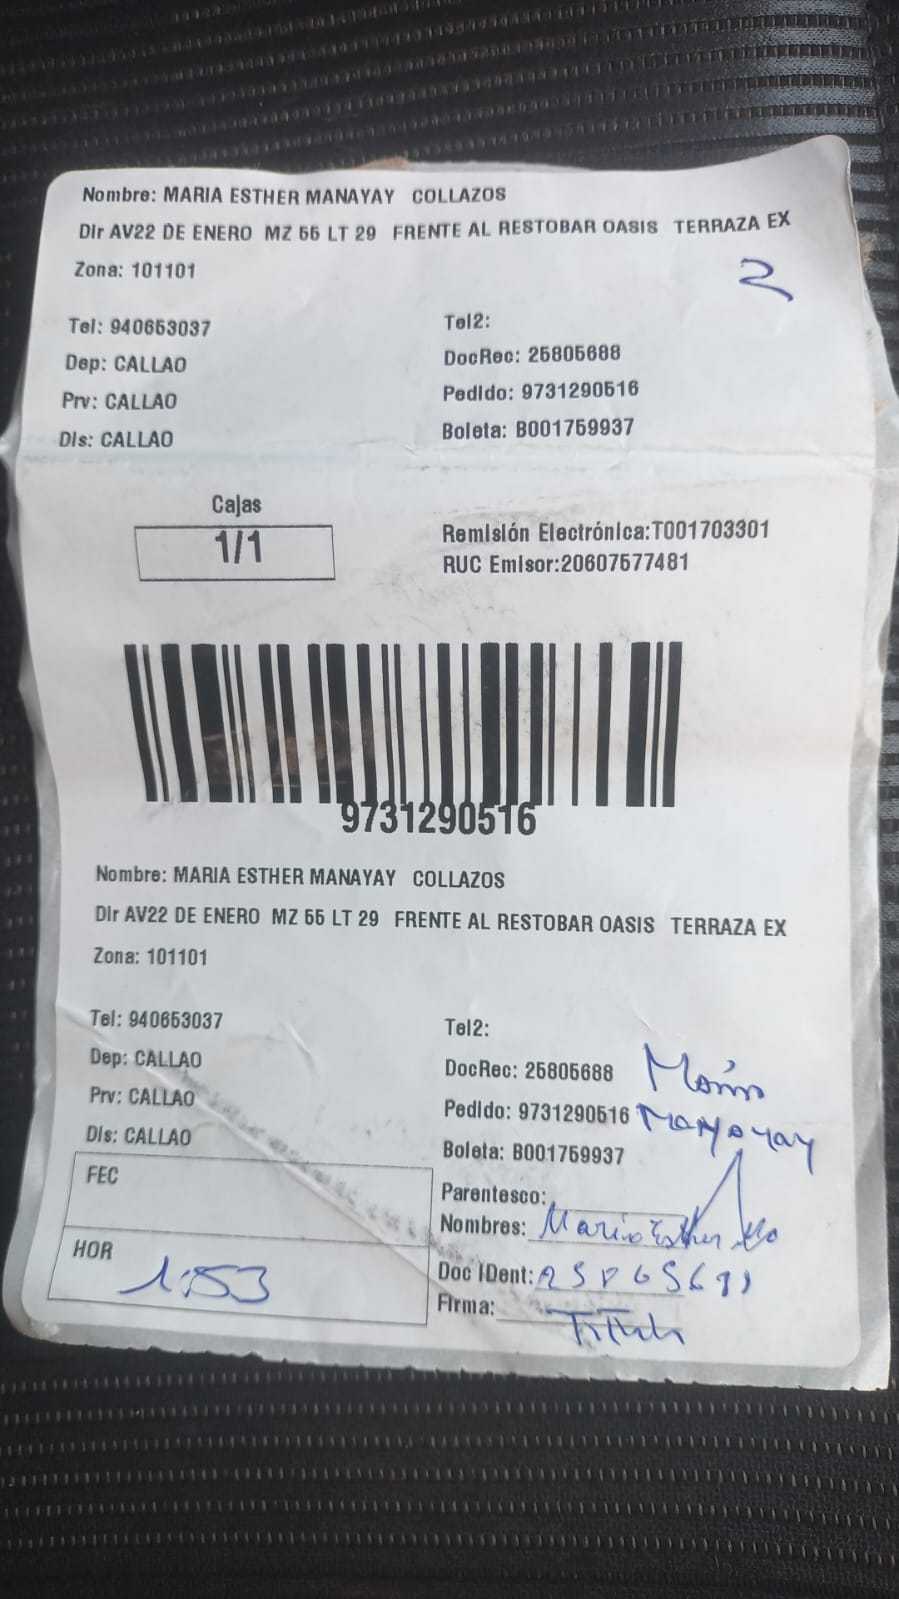 Nombre: MARIA ESTHER MANAYAY COLLAZOS
Dir AV22 DE ENERO MZ 55 LT 29 FRENTE AL RESTOBAR OASIS TERRAZA EX
Zona: 101101
2
Tel: 940653037 Tel2:
Dep: CALLAO DocRec: 25805688
Prv: CALLAO Pedido: 9731290516
Dis: CALLAO Boleta: B001759937
Cajas
1/1
Remisión Electrónica:T001703301
RUC Emisor:20607577481
9731290516
Nombre: MARIA ESTHER MANAYAY COLLAZOS
Dir AV22 DE ENERO MZ 55 LT 29 FRENTE AL RESTOBAR OASIS TERRAZA EX
Zona: 101101
Tel: 940653037 Tel2:
Dep: CALLAO DocRec: 25805688
Prv: CALLAO Pedido: 9731290516 Manayay
Dis: CALLAO Boleta: B001759937
FEC Parentesco:
Nombres: Maria Esther
HOR 1:53 Doc IDent:
Firma: